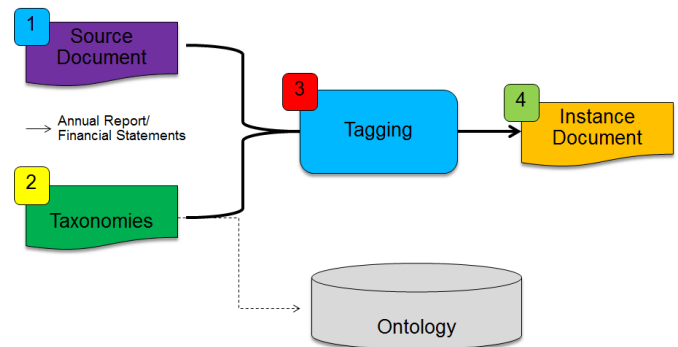 1
Source
Document
Annual Report/
Financial Statements
2
Taxonomies
3
Tagging
4
Instance
Document
Ontology